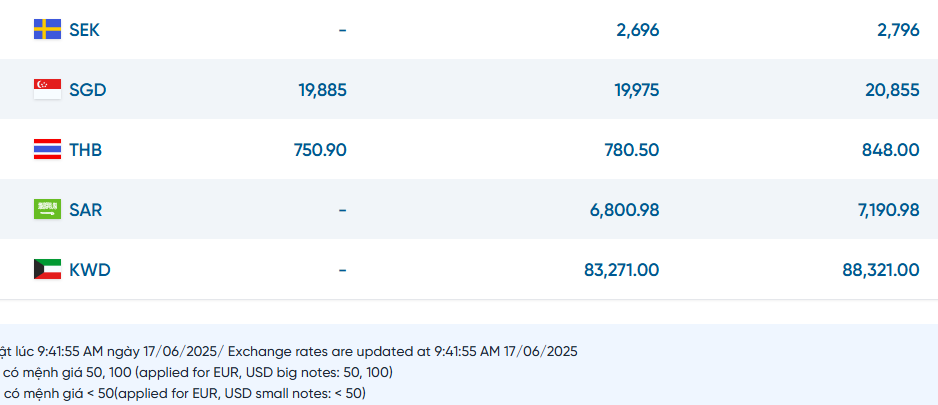 SEK - 2,696 2,796
SGD 19,885 19,975 20,855
THB 750.90 780.50 848.00
SAR - 6,800.98 7,190.98
KWD - 83,271.00 88,321.00
lúc 9:41:55 AM ngày 17/06/2025/ Exchange rates are updated at 9:41:55 AM 17/06/2025
có mệnh giá 50, 100 (applied for EUR, USD big notes: 50, 100)
có mệnh giá < 50(applied for EUR, USD small notes: < 50)